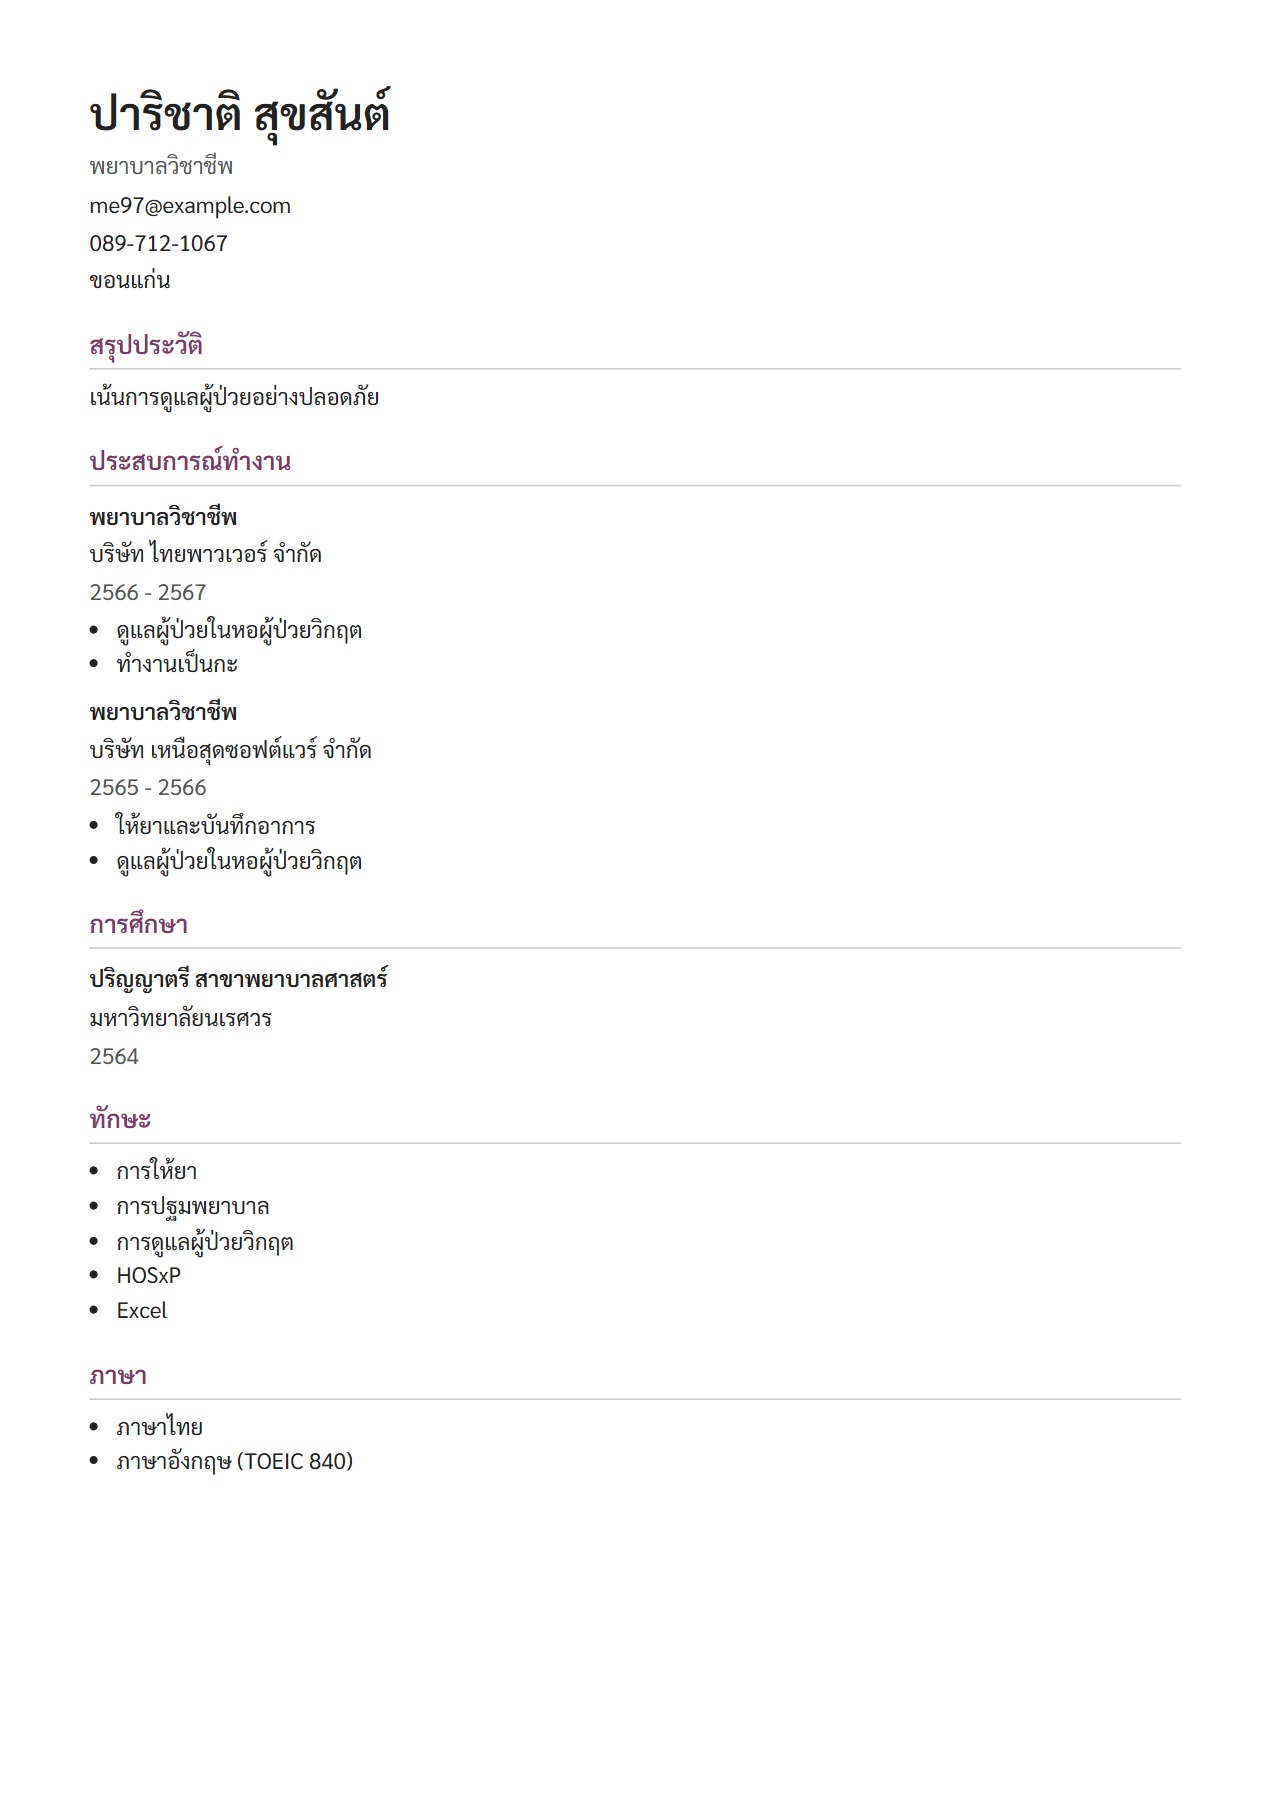 ปาริชาติ สุขสันต์
พยาบาลวิชาชีพ
me97@example.com
089-712-1067
ขอนแก่น
สรุปประวัติ
เน้นการดูแลผู้ป่วยอย่างปลอดภัย
ประสบการณ์ทำงาน
พยาบาลวิชาชีพ
บริษัท ไทยพาวเวอร์ จำกัด
2566 - 2567
• ดูแลผู้ป่วยในหอผู้ป่วยวิกฤต
• ทำงานเป็นกะ
พยาบาลวิชาชีพ
บริษัท เหนือสุดซอฟต์แวร์ จำกัด
2565 - 2566
• ให้ยาและบันทึกอาการ
• ดูแลผู้ป่วยในหอผู้ป่วยวิกฤต
การศึกษา
ปริญญาตรี สาขาพยาบาลศาสตร์
มหาวิทยาลัยนเรศวร
2564
ทักษะ
• การให้ยา
• การปฐมพยาบาล
• การดูแลผู้ป่วยวิกฤต
• HOSxP
• Excel
ภาษา
• ภาษาไทย
• ภาษาอังกฤษ (TOEIC 840)